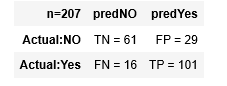 n=207 predNO predYes
Actual:NO TN = 61 FP = 29
Actual:Yes FN = 16 TP = 101